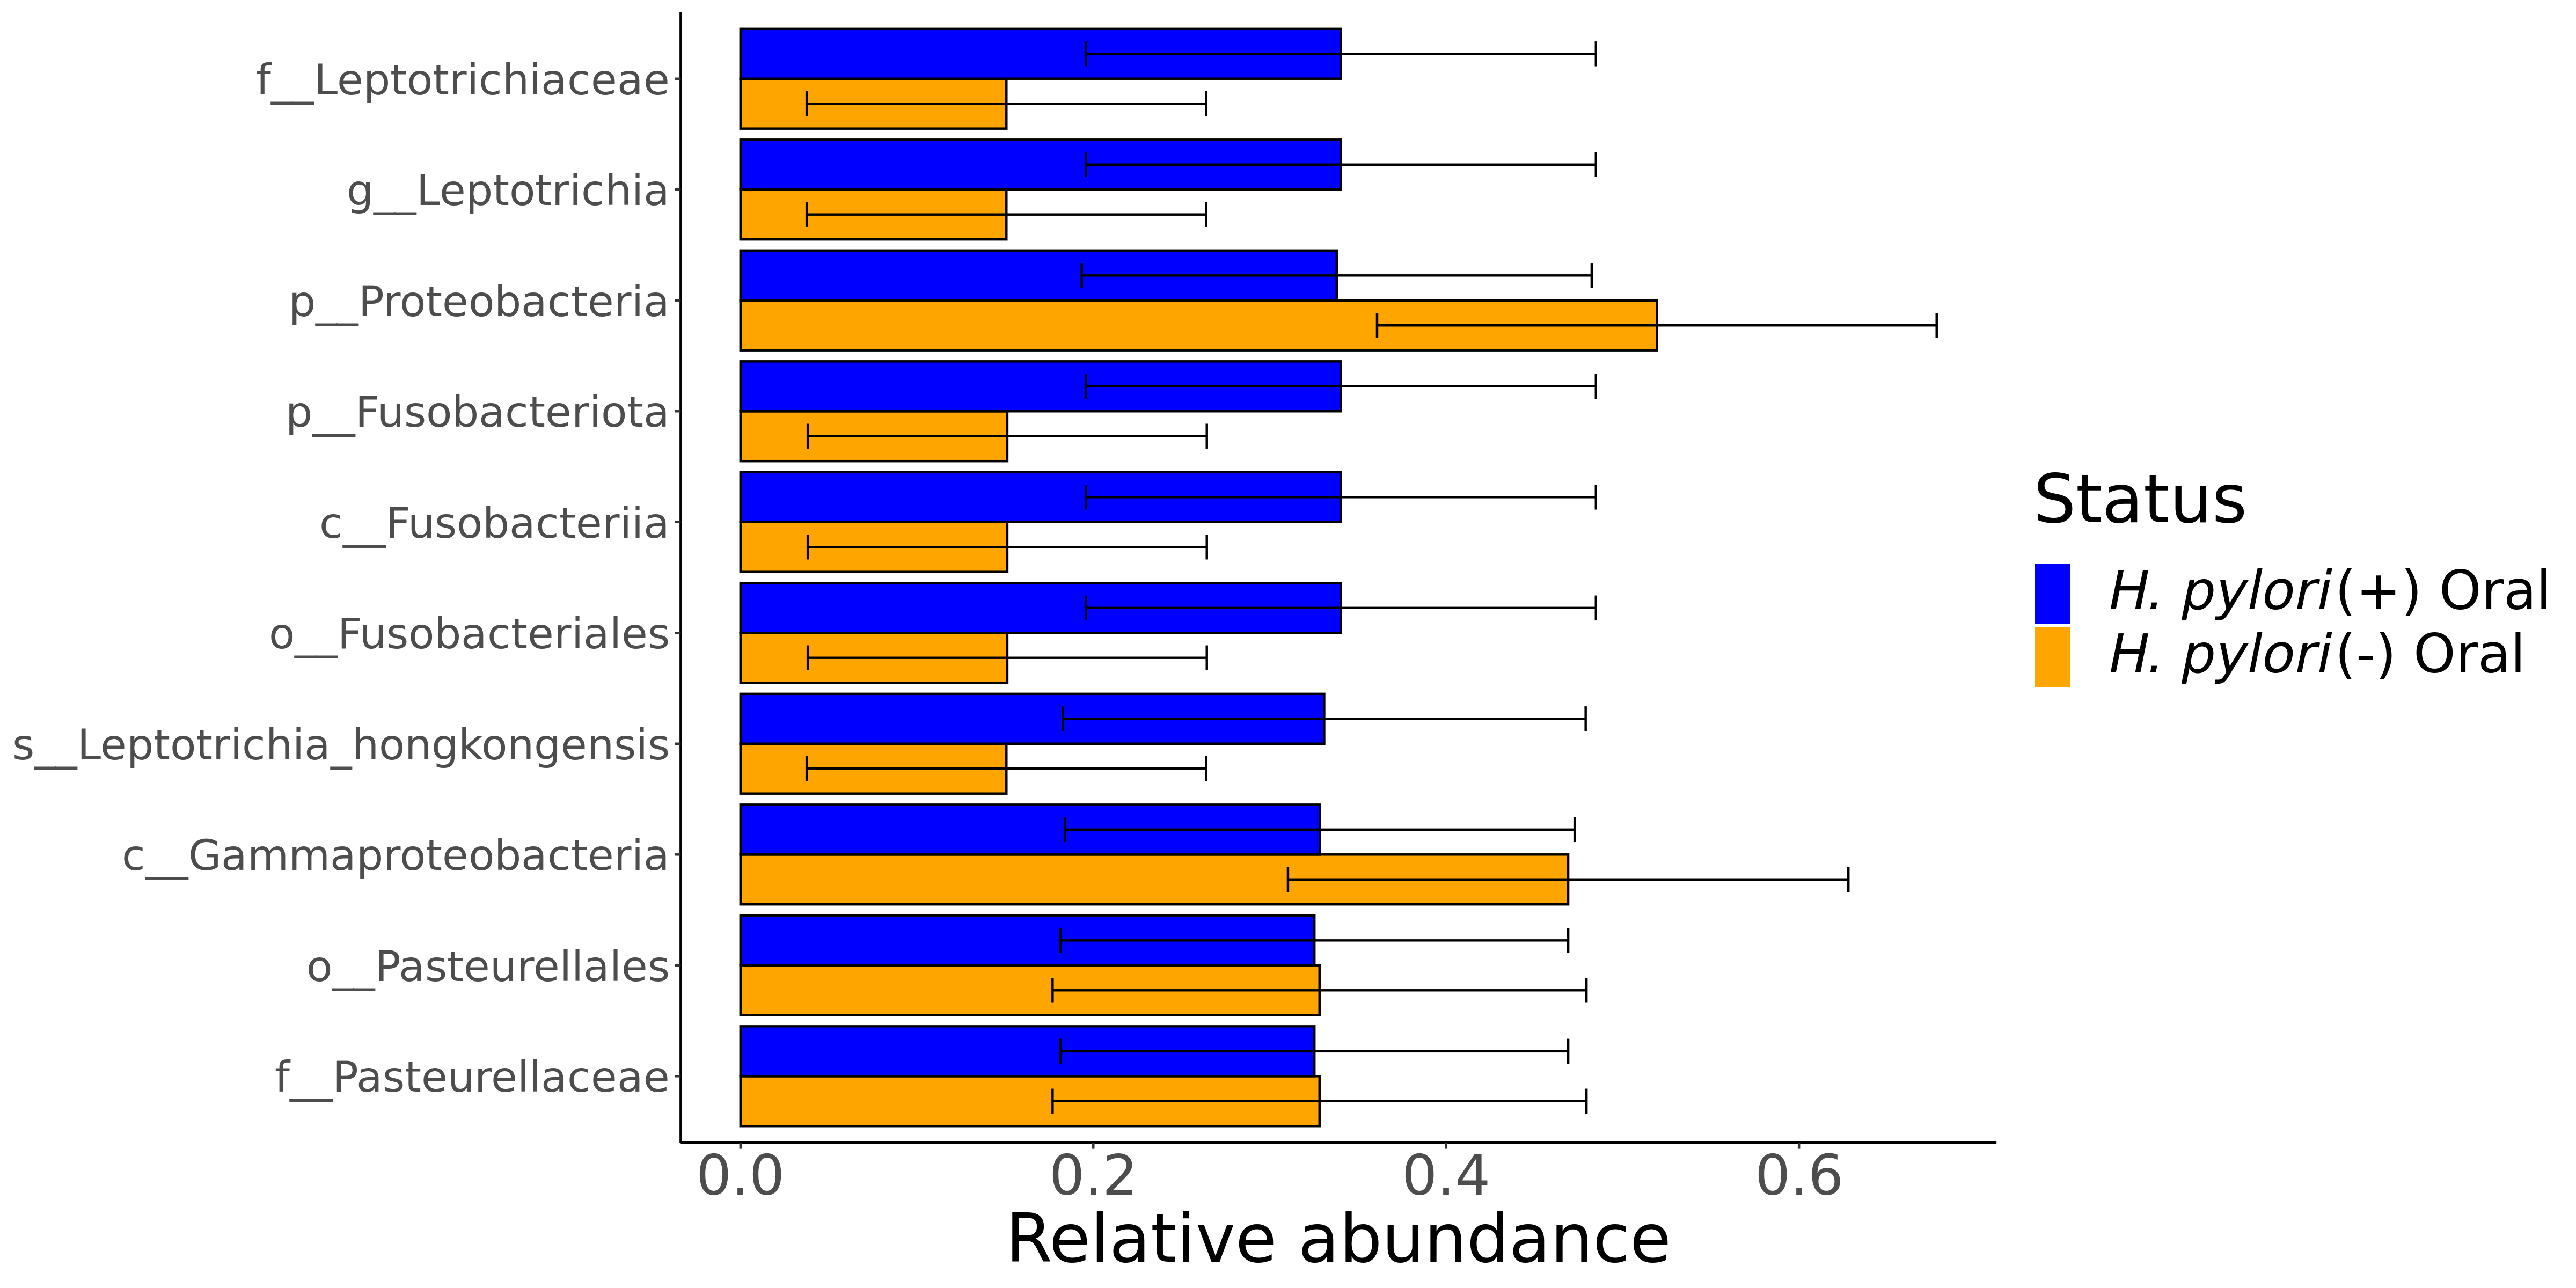 f__Leptotrichiaceae
g__Leptotrichia
p__Proteobacteria
p__Fusobacteriota
c__Fusobacteriia
o__Fusobacteriales
s__Leptotrichia_hongkongensis
c__Gammaproteobacteria
o__Pasteurellales
f__Pasteurellaceae
0.0 0.2 0.4 0.6
Relative abundance
Status
H. pylori(+) Oral
H. pylori(-) Oral